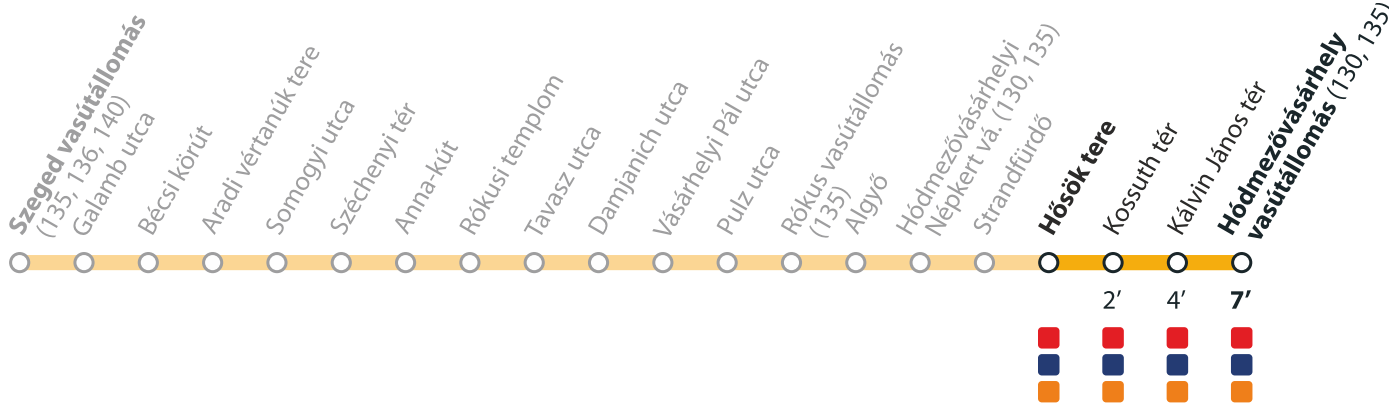 Szeged vasútállomás
(135, 136, 140)
Galamb utca
Bécsi körút
Aradi vértanúk tere
Somogyi utca
Széchenyi tér
Anna-kút
Rókusi templom
Tavasz utca
Damjanich utca
Vásárhelyi Pál utca
Pulz utca
Rókus vasútállomás
(135)
Algyő
Hódmezővásárhelyi
Népkert vá. (130, 135)
Strandfürdő
Hősök tere
Kossuth tér
Kálvin János tér
Hódmezővásárhely
vasútállomás (130, 135)
2’ 4’ 7’